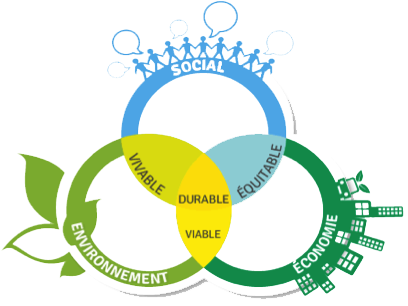 SOCIAL
VIVABLE
ÉQUITABLE
DURABLE
VIABLE
ENVIRONNEMENT
ÉCONOMIE